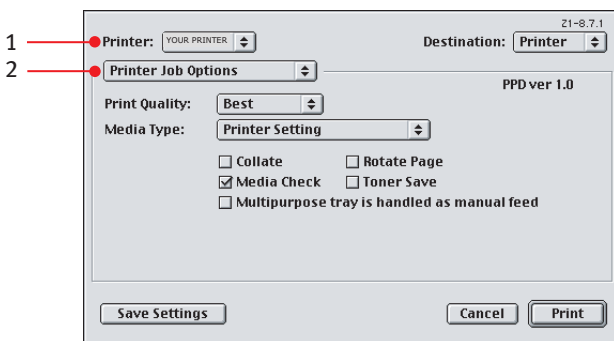 Z1-8.7.1
1 Printer: YOUR PRINTER Destination: Printer
2 Printer Job Options
PPD ver 1.0
Print Quality: Best
Media Type: Printer Setting
Collate Rotate Page
Media Check Toner Save
Multipurpose tray is handled as manual feed
Save Settings Cancel Print